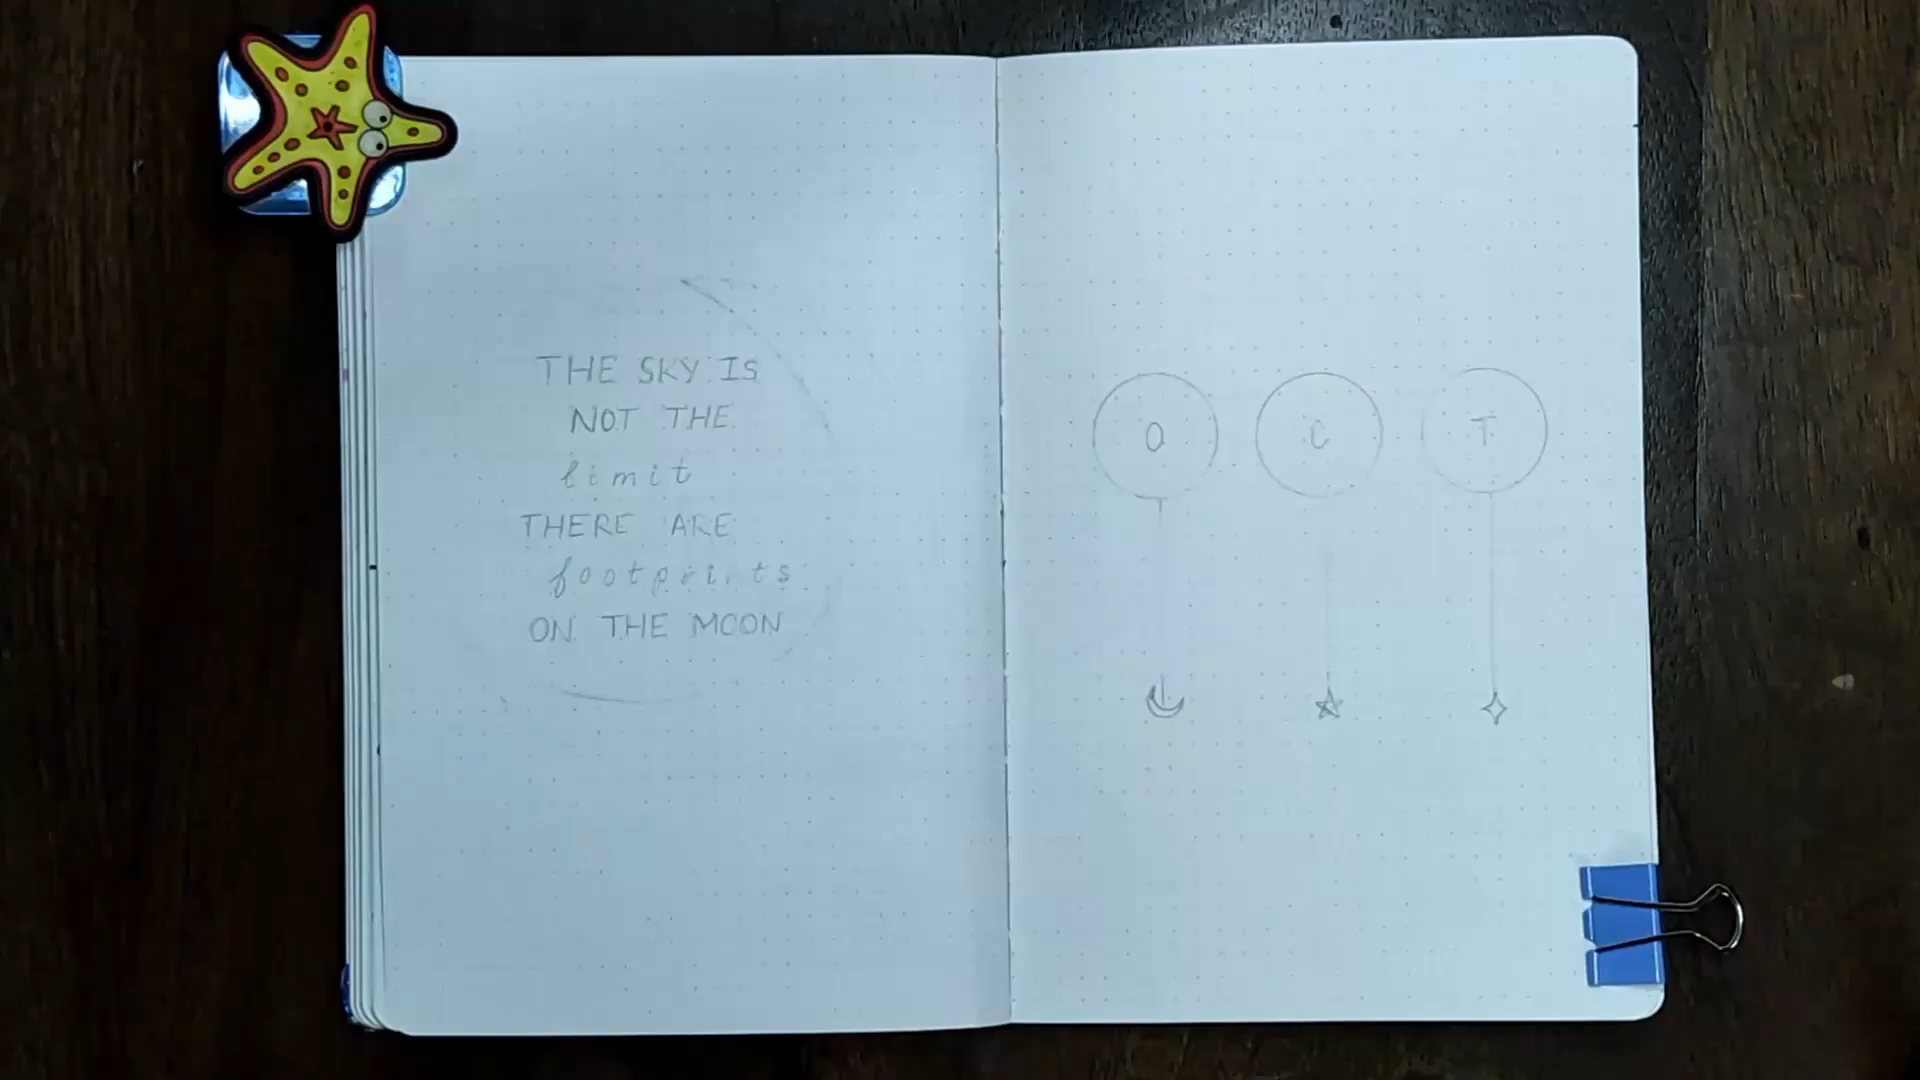 THE SKY IS
NOT THE
limit
THERE ARE
footprints
ON THE MOON
O C T